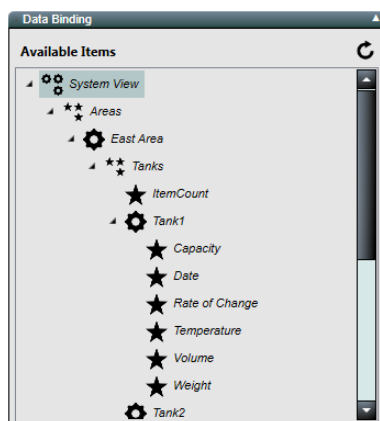 Data Binding
Available Items
System View
Areas
East Area
Tanks
ItemCount
Tank1
Capacity
Date
Rate of Change
Temperature
Volume
Weight
Tank2